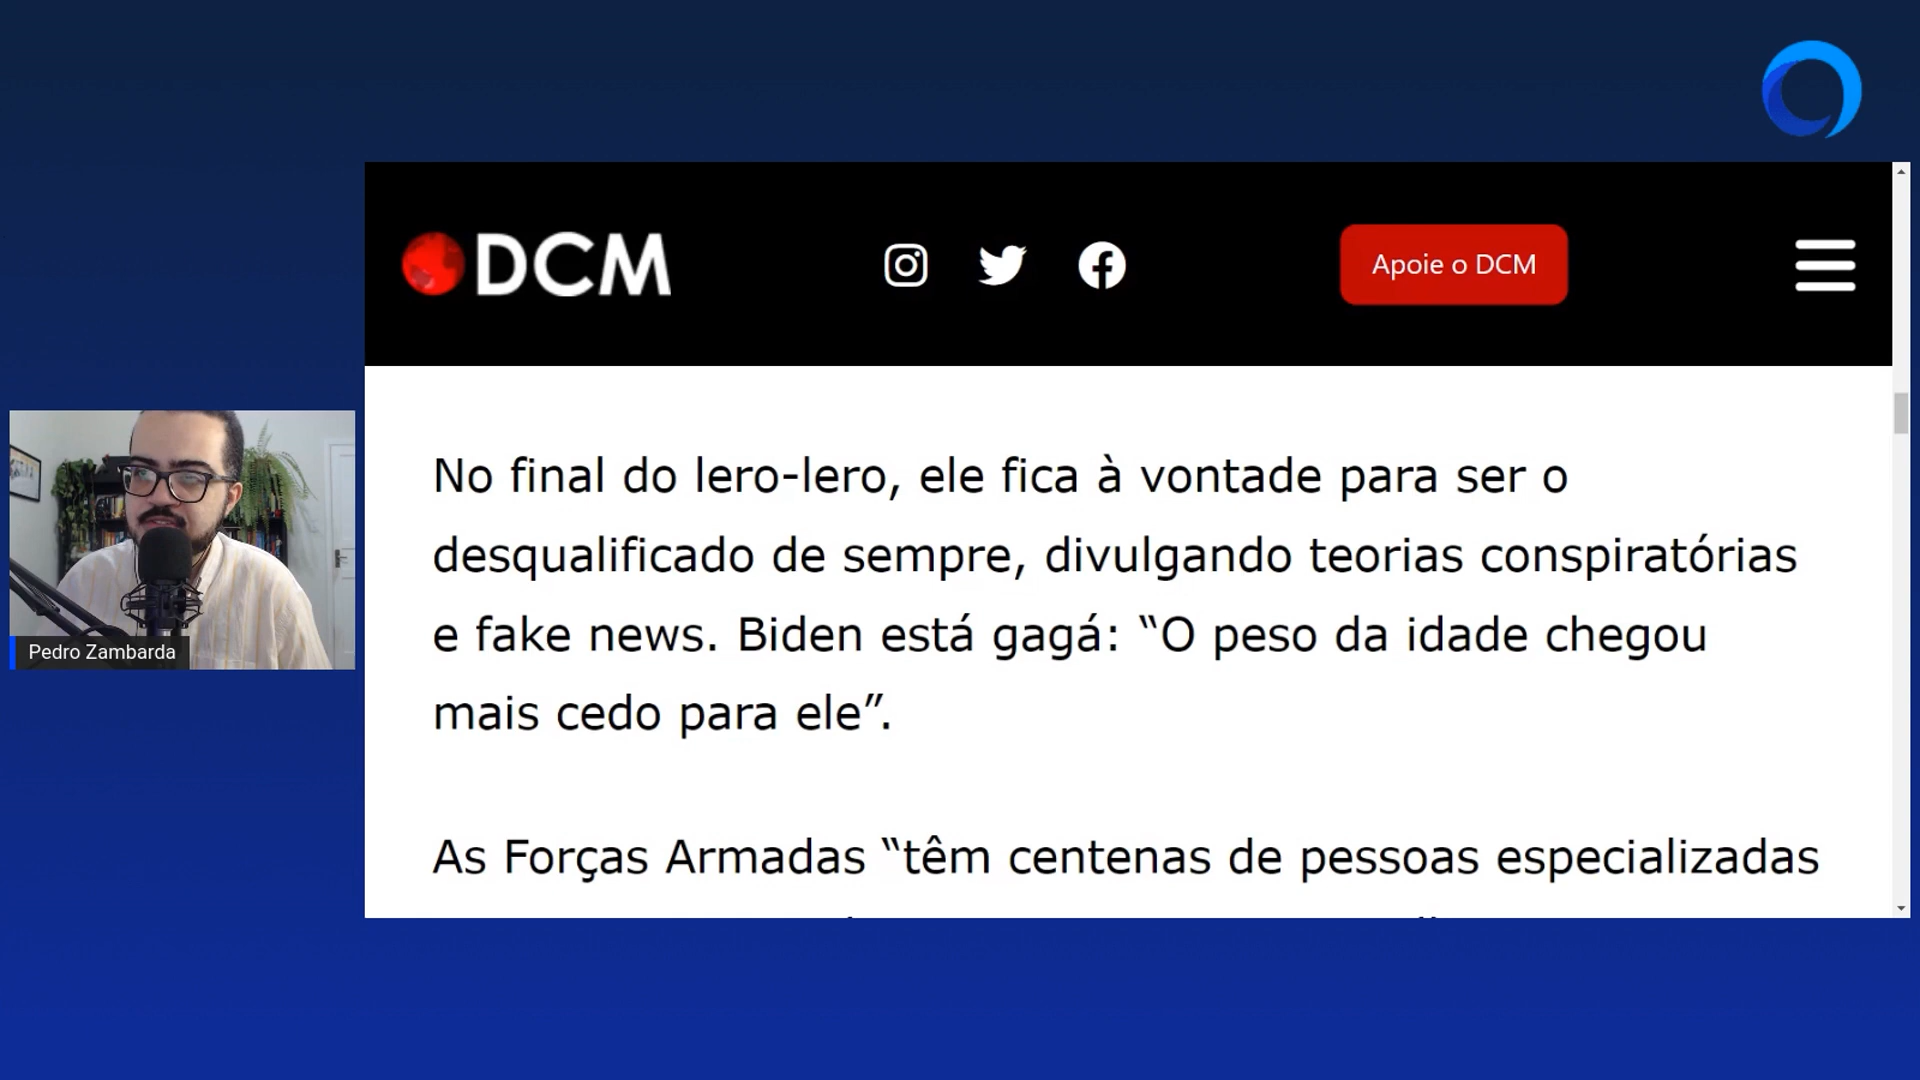 DCM
Apoie o DCM
No final do lero-lero, ele fica à vontade para ser o
desqualificado de sempre, divulgando teorias conspiratórias
e fake news. Biden está gagá: “O peso da idade chegou
mais cedo para ele”.
As Forças Armadas “têm centenas de pessoas especializadas
Pedro Zambarda